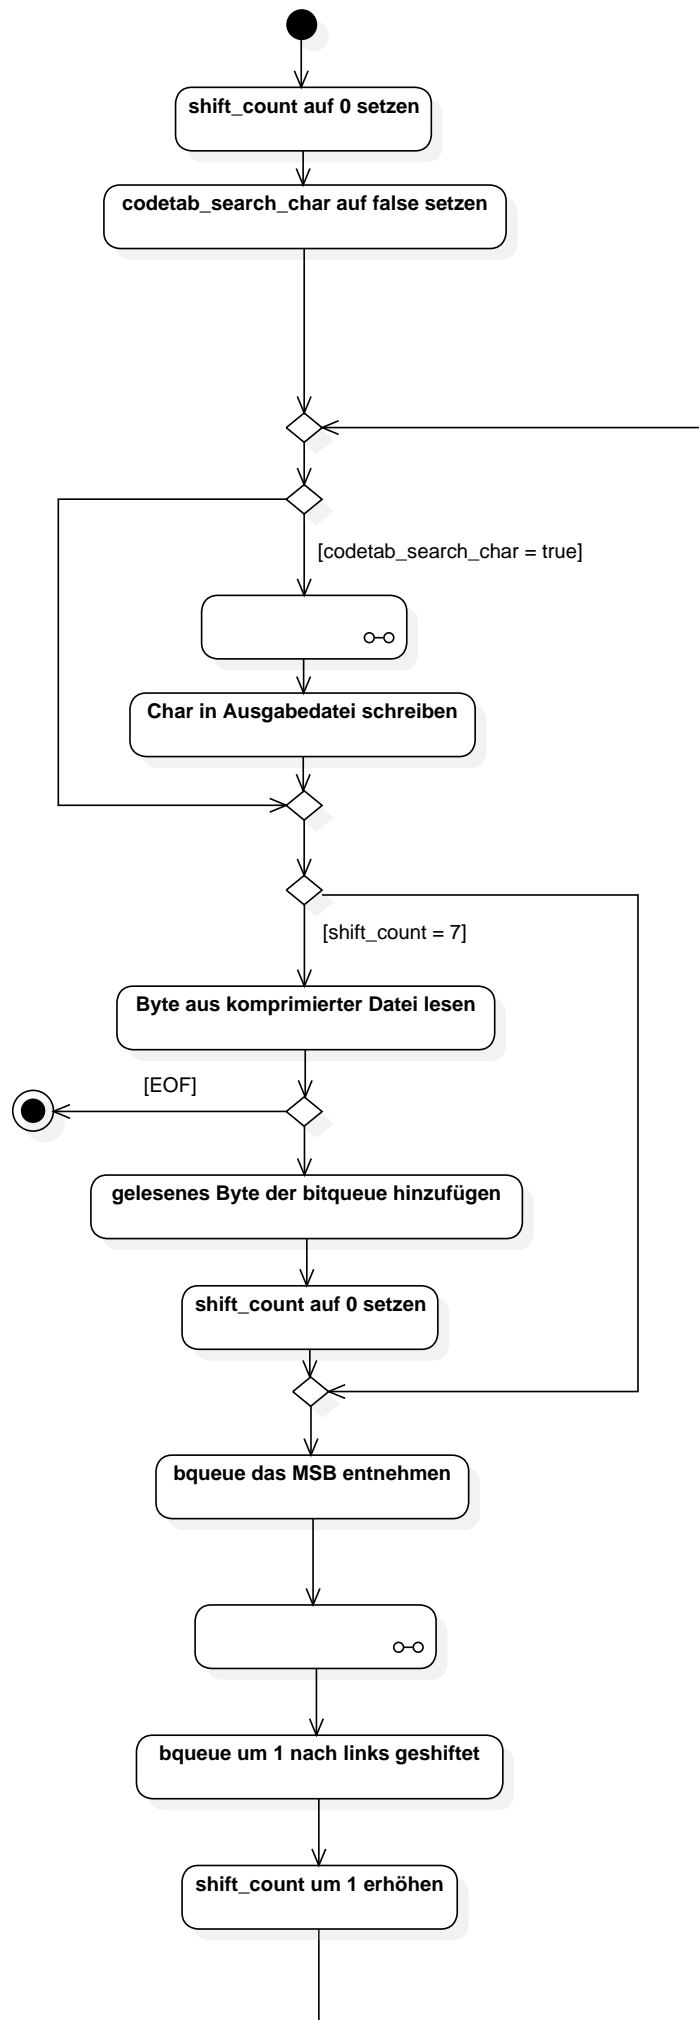 shift_count auf 0 setzen
codetab_search_char auf false setzen
[codetab_search_char = true]
Char in Ausgabedatei schreiben
[shift_count = 7]
Byte aus komprimierter Datei lesen
[EOF]
gelesenes Byte der bitqueue hinzufügen
shift_count auf 0 setzen
bqueue das MSB entnehmen
bqueue um 1 nach links geshiftet
shift_count um 1 erhöhen